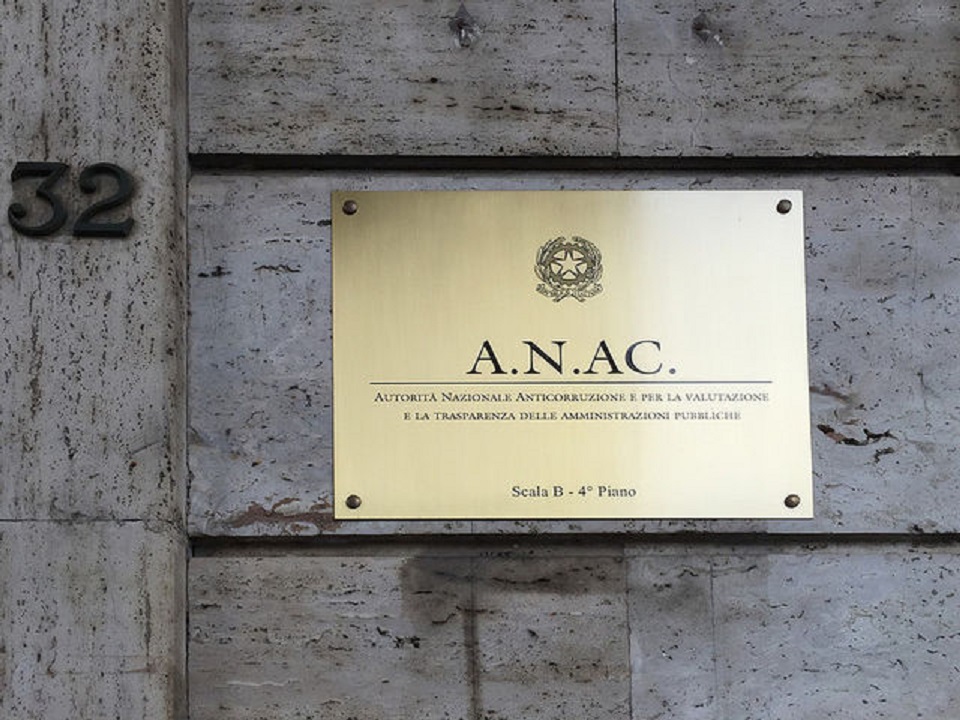 32
A.N.AC.
Autorità Nazionale Anticorruzione e per la valutazione
e la trasparenza delle amministrazioni pubbliche
Scala B - 4° Piano